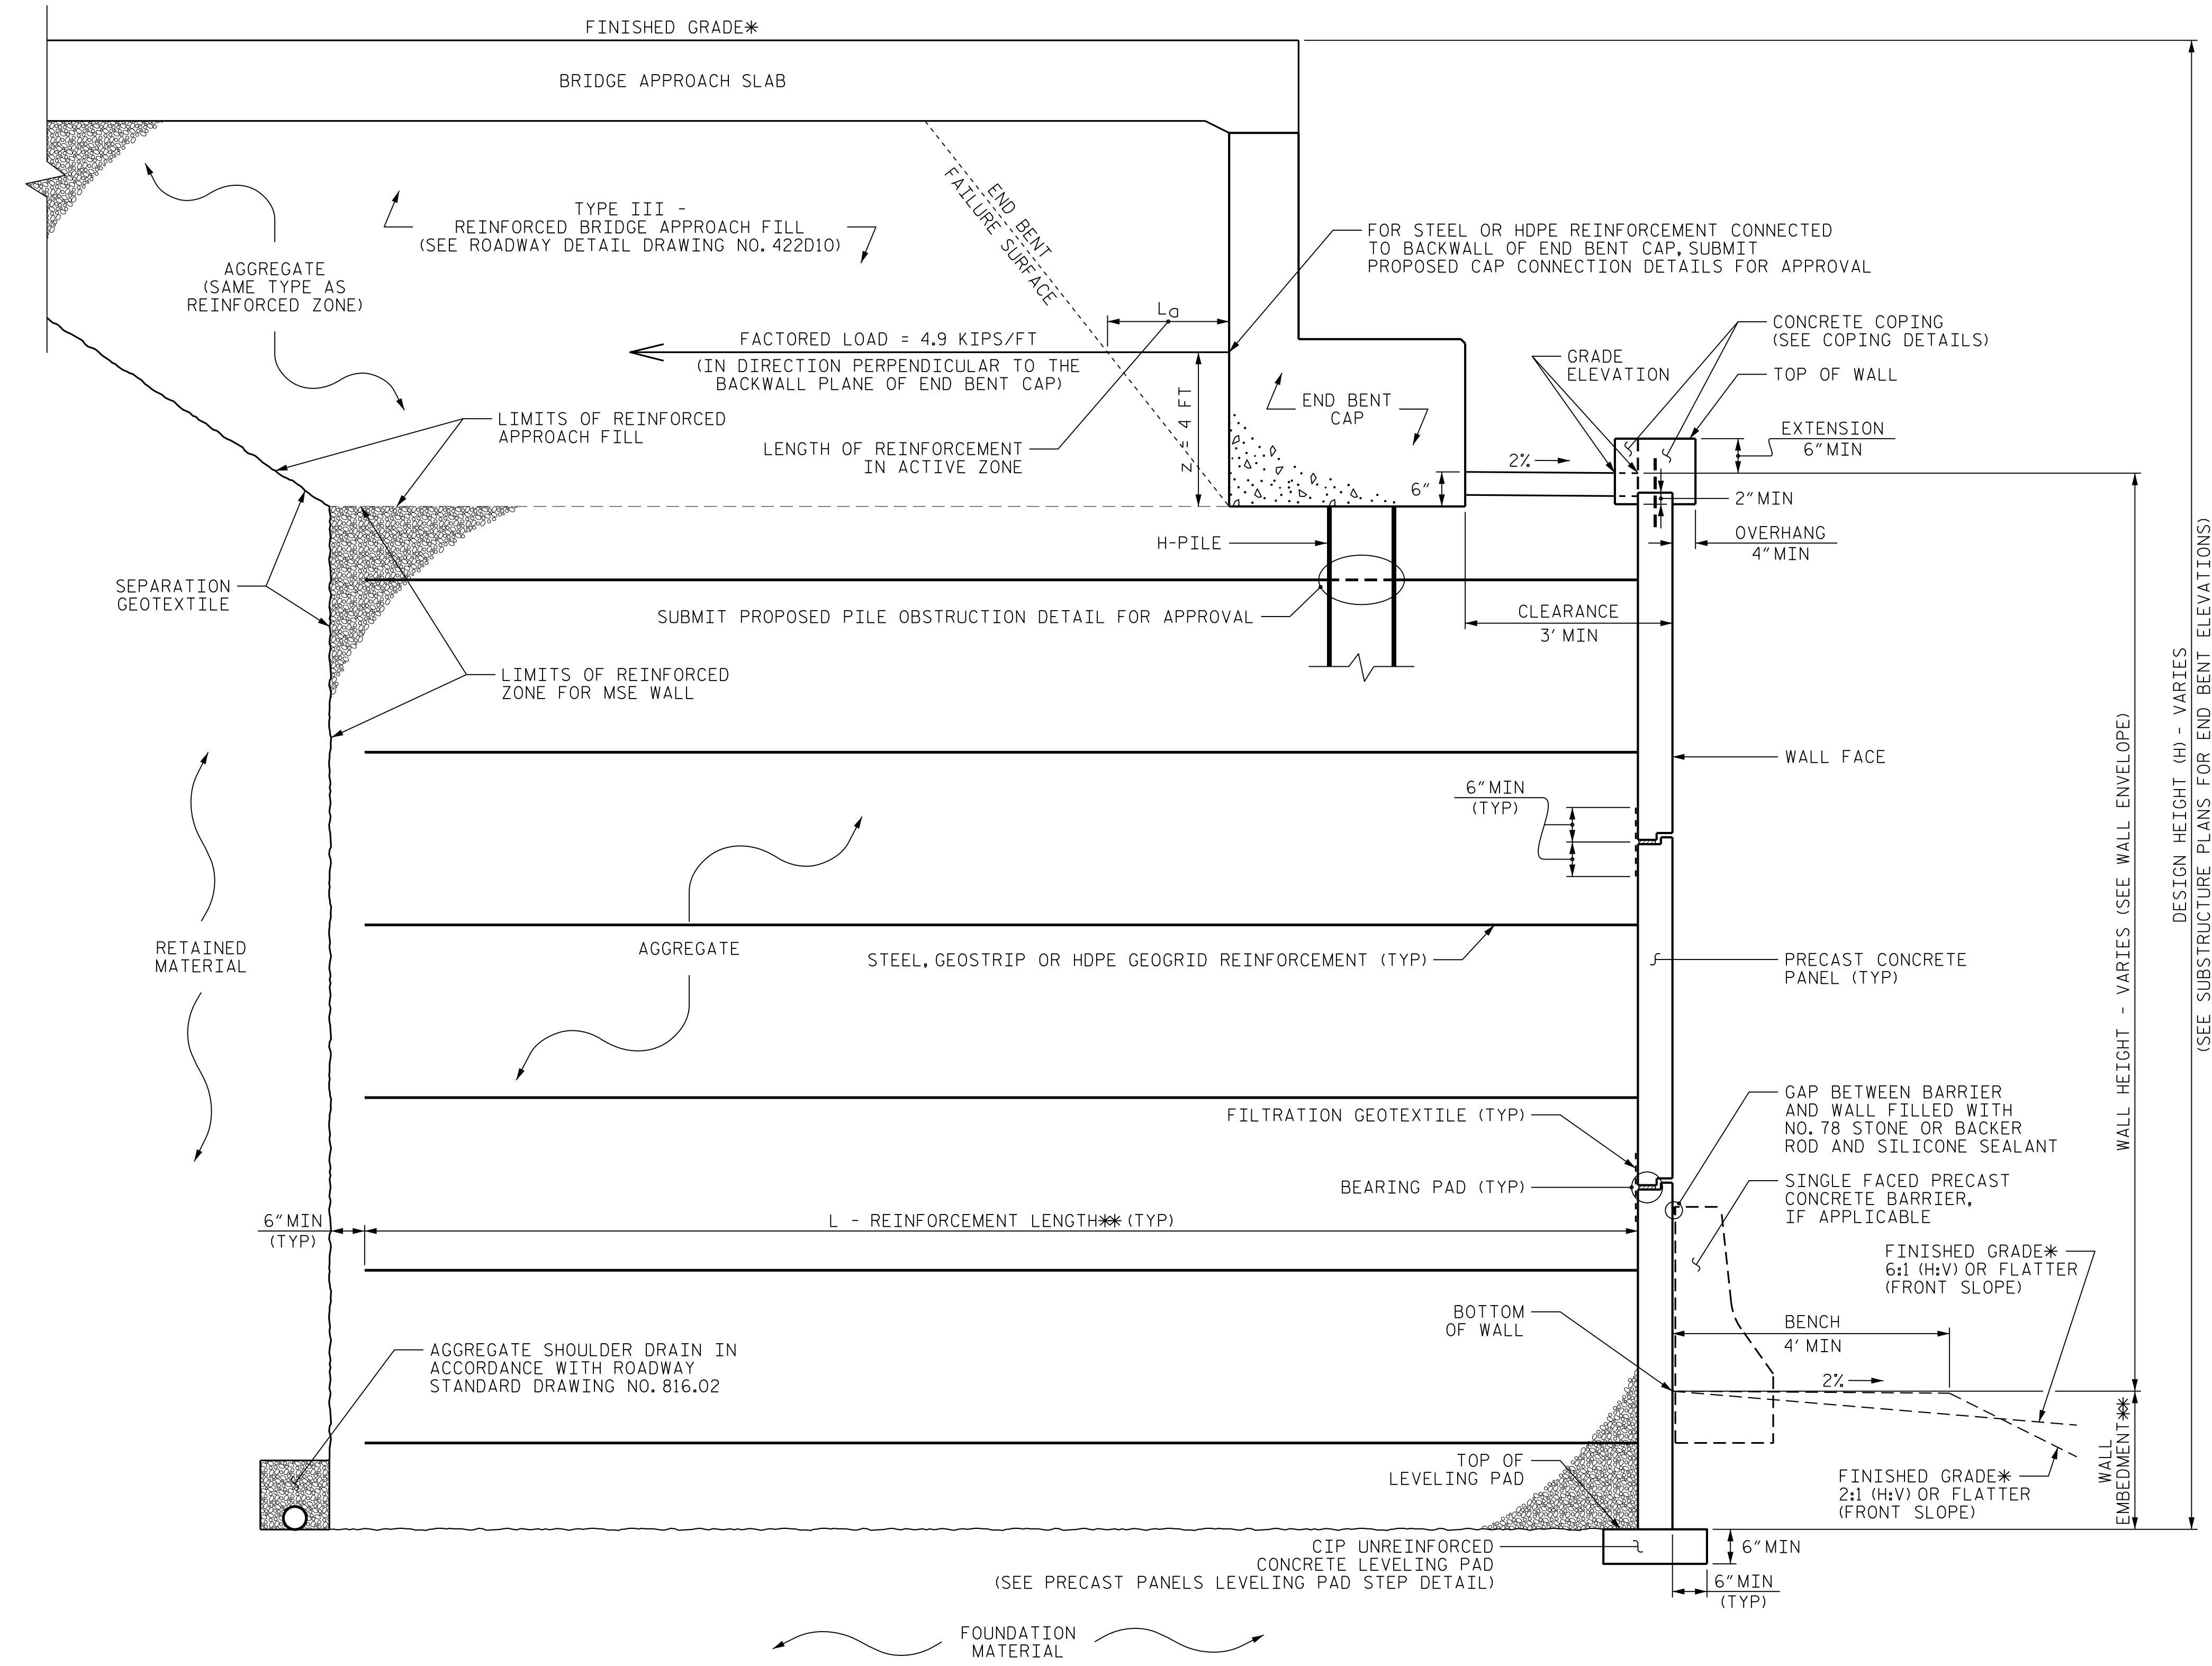 FINISHED GRADE*
BRIDGE APPROACH SLAB
TYPE III -
REINFORCED BRIDGE APPROACH FILL
(SEE ROADWAY DETAIL DRAWING NO. 422D10)
END BENT
FAILURE SURFACE
AGGREGATE
(SAME TYPE AS
REINFORCED ZONE)
FOR STEEL OR HDPE REINFORCEMENT CONNECTED
TO BACKWALL OF END BENT CAP, SUBMIT
PROPOSED CAP CONNECTION DETAILS FOR APPROVAL
La
FACTORED LOAD = 4.9 KIPS/FT
(IN DIRECTION PERPENDICULAR TO THE
BACKWALL PLANE OF END BENT CAP)
z = 4 FT
CONCRETE COPING
(SEE COPING DETAILS)
GRADE
ELEVATION
TOP OF WALL
END BENT
CAP
LIMITS OF REINFORCED
APPROACH FILL
LENGTH OF REINFORCEMENT
IN ACTIVE ZONE
EXTENSION
6" MIN
2%
6"
2" MIN
OVERHANG
4" MIN
H-PILE
SEPARATION
GEOTEXTILE
SUBMIT PROPOSED PILE OBSTRUCTION DETAIL FOR APPROVAL
CLEARANCE
3' MIN
LIMITS OF REINFORCED
ZONE FOR MSE WALL
WALL FACE
6" MIN
(TYP)
RETAINED
MATERIAL
AGGREGATE
STEEL, GEOSTRIP OR HDPE GEOGRID REINFORCEMENT (TYP)
PRECAST CONCRETE
PANEL (TYP)
WALL HEIGHT - VARIES (SEE WALL ENVELOPE)
DESIGN HEIGHT (H) - VARIES
(SEE SUBSTRUCTURE PLANS FOR END BENT ELEVATIONS)
FILTRATION GEOTEXTILE (TYP)
GAP BETWEEN BARRIER
AND WALL FILLED WITH
NO. 78 STONE OR BACKER
ROD AND SILICONE SEALANT
BEARING PAD (TYP)
SINGLE FACED PRECAST
CONCRETE BARRIER,
IF APPLICABLE
6" MIN
(TYP)
L - REINFORCEMENT LENGTH** (TYP)
FINISHED GRADE*
6:1 (H:V) OR FLATTER
(FRONT SLOPE)
BOTTOM
OF WALL
BENCH
4' MIN
AGGREGATE SHOULDER DRAIN IN
ACCORDANCE WITH ROADWAY
STANDARD DRAWING NO. 816.02
2%
TOP OF
LEVELING PAD
FINISHED GRADE*
2:1 (H:V) OR FLATTER
(FRONT SLOPE)
WALL
EMBEDMENT**
CIP UNREINFORCED
CONCRETE LEVELING PAD
(SEE PRECAST PANELS LEVELING PAD STEP DETAIL)
6" MIN
6" MIN
(TYP)
FOUNDATION
MATERIAL